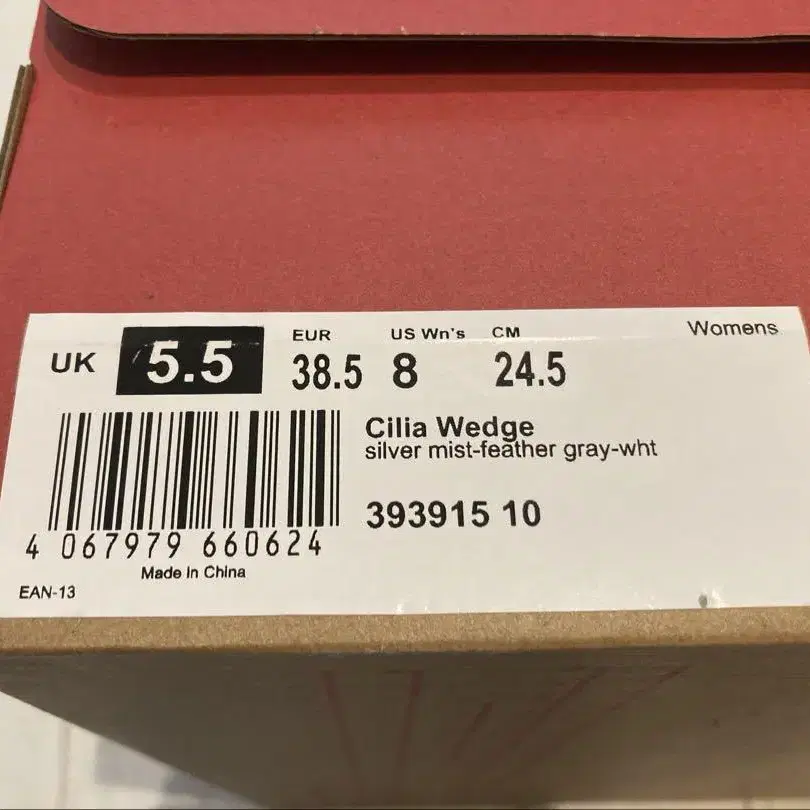 UK 5.5
EUR 38.5
US Wn's 8
CM 24.5
Womens
Cilia Wedge
silver mist-feather gray-wht
393915 10
4 067979 660624
Made in China
EAN-13